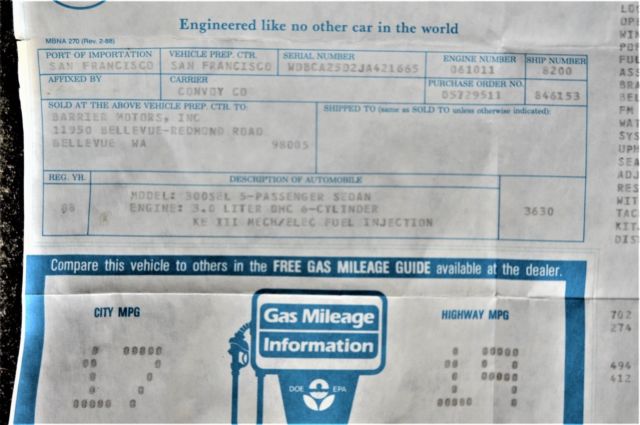 Engineered like no other car in the world
MBNA 270 (Rev. 2-88)
PORT OF IMPORTATION VEHICLE PREP. CTR. SERIAL NUMBER ENGINE NUMBER SHIP NUMBER
SAN FRANCISCO SAN FRANCISCO WDBCA25D2JA421665 061011 8200
AFFIXED BY CARRIER PURCHASE ORDER NO.
CONVOY CO 05729511 846153
SOLD AT THE ABOVE VEHICLE PREP. CTR. TO: SHIPPED TO (same as SOLD TO unless otherwise indicated):
BARRIER MOTORS, INC
11950 BELLEVUE-REDMOND ROAD
BELLEVUE WA 98005
REG. YR. DESCRIPTION OF AUTOMOBILE
88 MODEL: 300SEL 5-PASSENGER SEDAN
ENGINE: 3.0 LITER OHC 6-CYLINDER 3630
KE III MECH/ELEC FUEL INJECTION
Compare this vehicle to others in the FREE GAS MILEAGE GUIDE available at the dealer.
CITY MPG Gas Mileage Information HIGHWAY MPG
DOE EPA
702
274
494
412